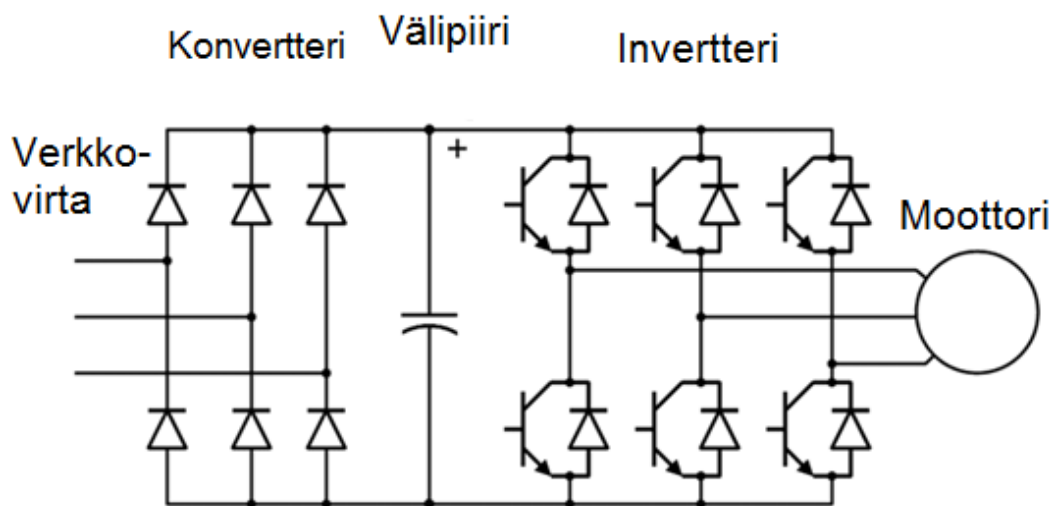 Konvertteri
Välipiiri
Invertteri
Verkko-
virta
+
Moottori